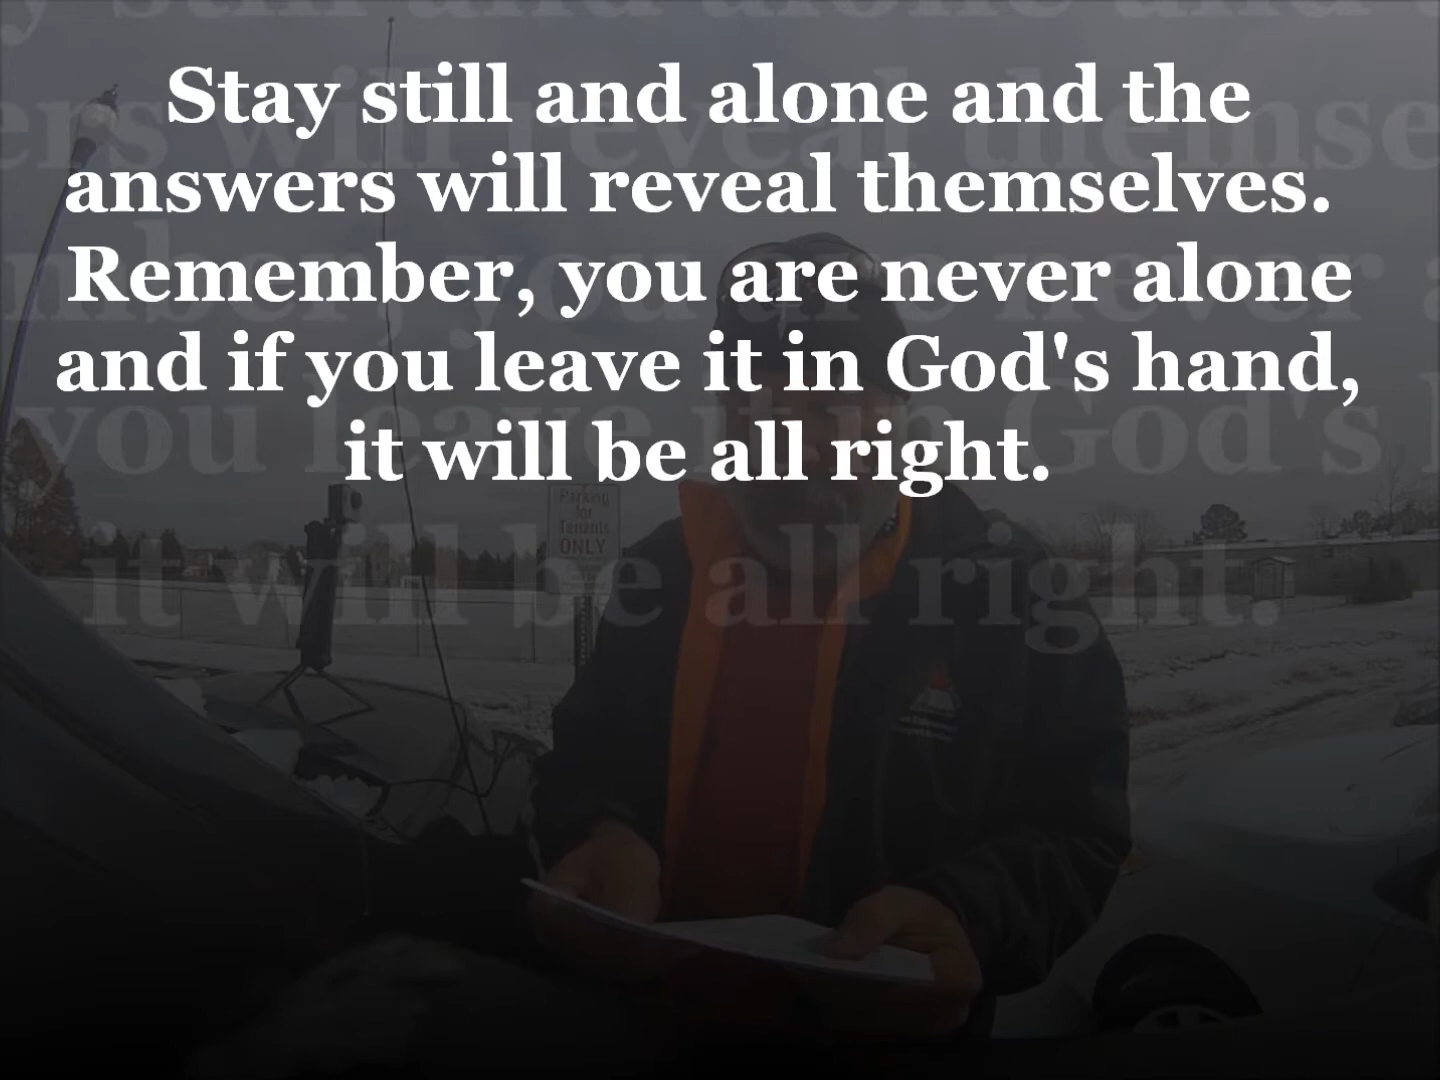 Stay still and alone and the
answers will reveal themselves.
Remember, you are never alone
and if you leave it in God's hand,
it will be all right.
Parking
for
Tenants
ONLY